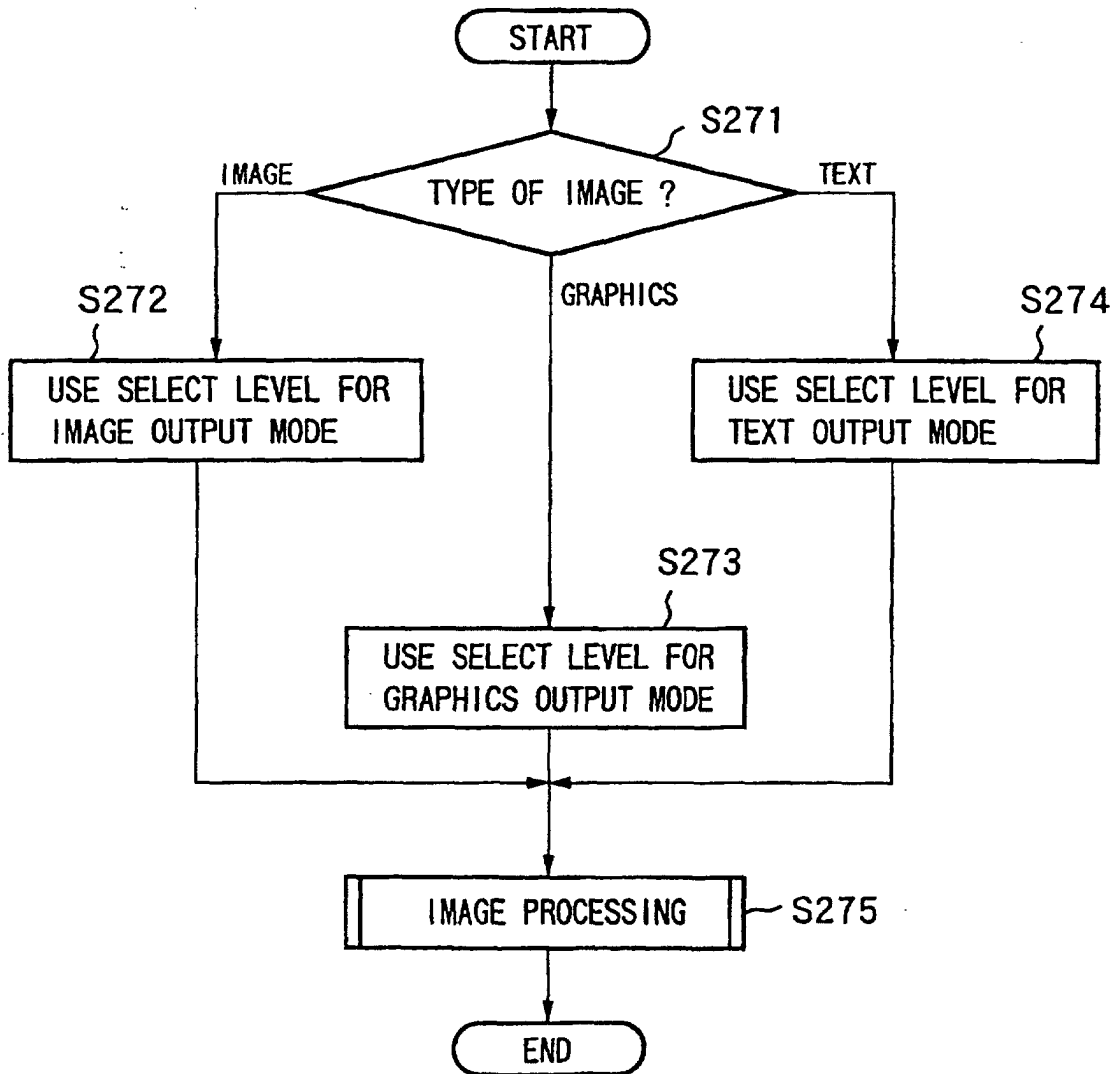 START
S271
TYPE OF IMAGE ?
IMAGE
TEXT
GRAPHICS
S272
USE SELECT LEVEL FOR
IMAGE OUTPUT MODE
S274
USE SELECT LEVEL FOR
TEXT OUTPUT MODE
S273
USE SELECT LEVEL FOR
GRAPHICS OUTPUT MODE
IMAGE PROCESSING
S275
END